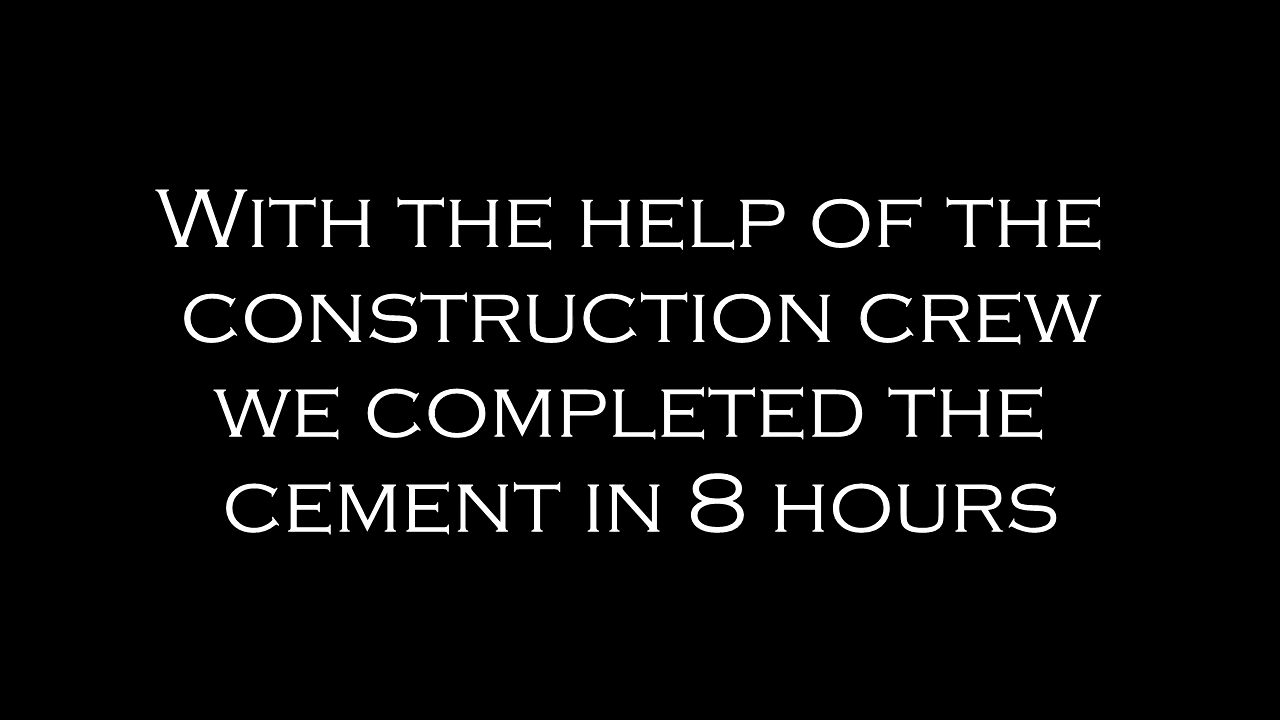 With the help of the
construction crew
we completed the
cement in 8 hours